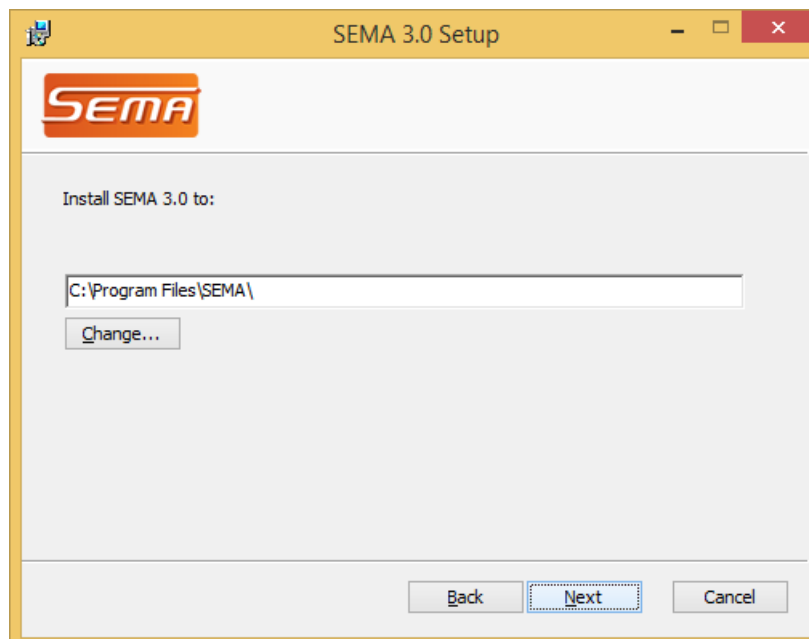 SEMA 3.0 Setup
SEMA
Install SEMA 3.0 to:
C:\Program Files\SEMA\
Change...
Back Next Cancel